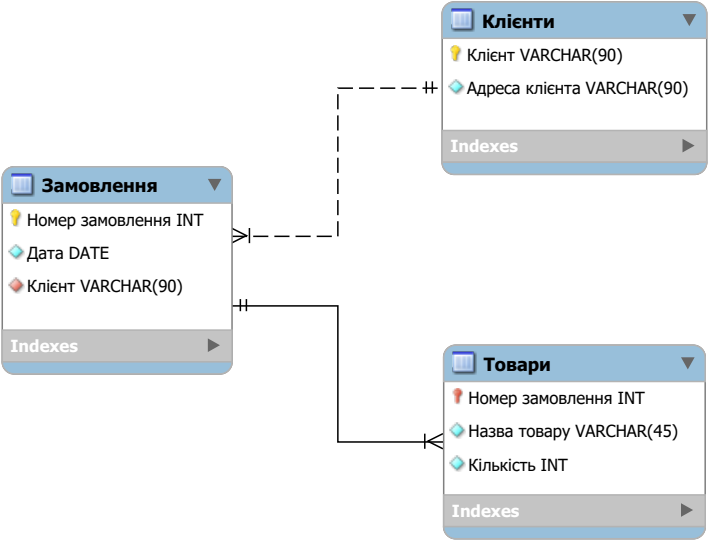 Клієнти
Клієнт VARCHAR(90)
Адреса клієнта VARCHAR(90)
Indexes
Замовлення
Номер замовлення INT
Дата DATE
Клієнт VARCHAR(90)
Indexes
Товари
Номер замовлення INT
Назва товару VARCHAR(45)
Кількість INT
Indexes